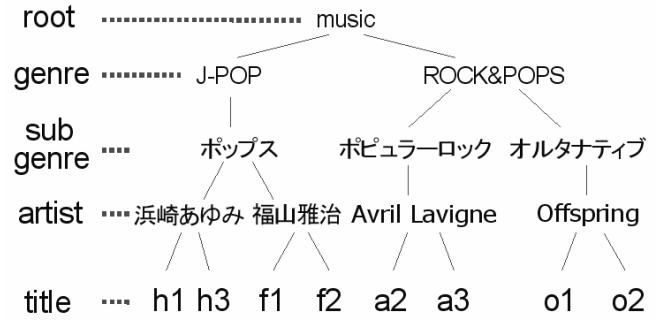 root music
genre J-POP ROCK&POPS
sub
genre ポップス ポピュラーロック オルタナティブ
artist 浜崎あゆみ 福山雅治 Avril Lavigne Offspring
title h1 h3 f1 f2 a2 a3 o1 o2